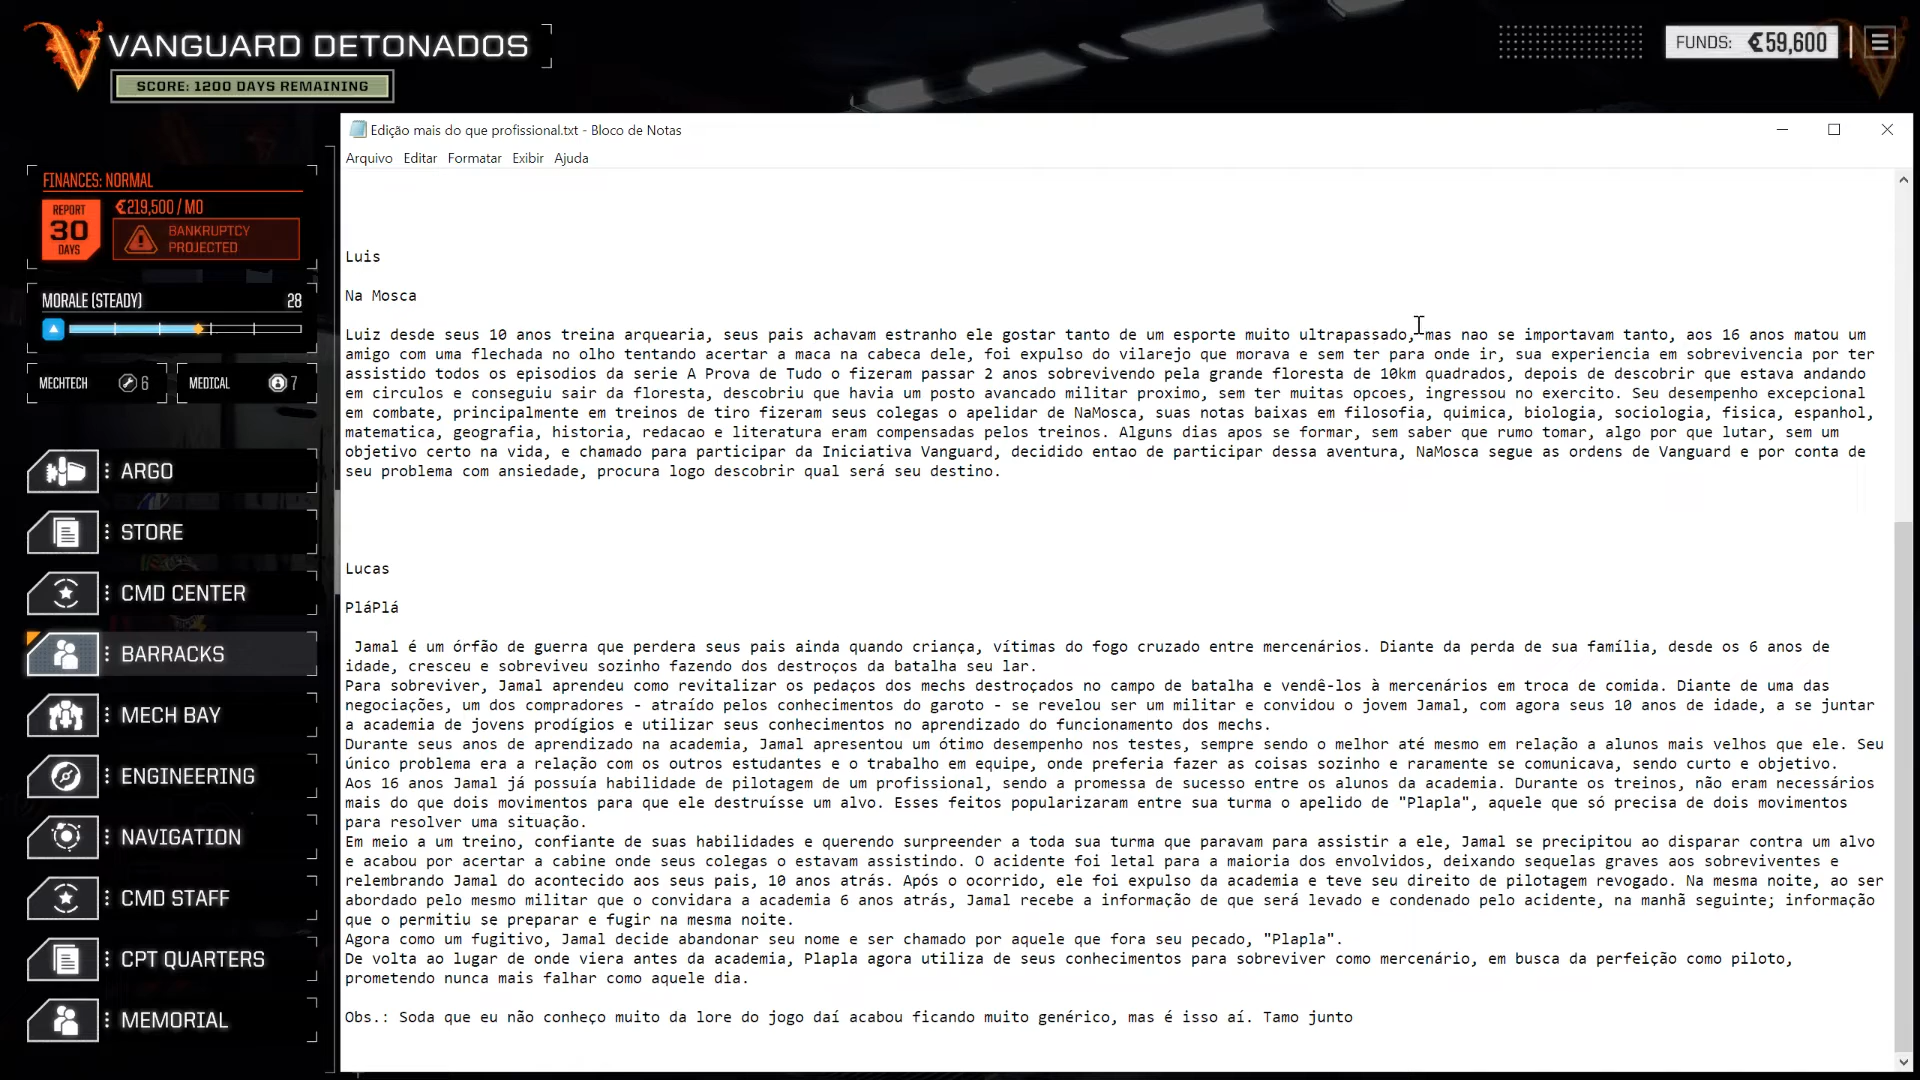 VANGUARD DETONADOS
SCORE: 1200 DAYS REMAINING
FUNDS: €59,600
FINANCES: NORMAL
REPORT
30
DAYS
€219,500 / MO
BANKRUPTCY
PROJECTED
MORALE (STEADY) 28
MECHTECH 6
MEDICAL 7
ARGO
STORE
CMD CENTER
BARRACKS
MECH BAY
ENGINEERING
NAVIGATION
CMD STAFF
CPT QUARTERS
MEMORIAL
Edição mais do que profissional.txt - Bloco de Notas
Arquivo Editar Formatar Exibir Ajuda
Luis
Na Mosca
Luiz desde seus 10 anos treina arquearia, seus pais achavam estranho ele gostar tanto de um esporte muito ultrapassado, mas nao se importavam tanto, aos 16 anos matou um
amigo com uma flechada no olho tentando acertar a maca na cabeca dele, foi expulso do vilarejo que morava e sem ter para onde ir, sua experiencia em sobrevivencia por ter
assistido todos os episodios da serie A Prova de Tudo o fizeram passar 2 anos sobrevivendo pela grande floresta de 10km quadrados, depois de descobrir que estava andando
em circulos e conseguiu sair da floresta, descobriu que havia um posto avancado militar proximo, sem ter muitas opcoes, ingressou no exercito. Seu desempenho excepcional
em combate, principalmente em treinos de tiro fizeram seus colegas o apelidar de NaMosca, suas notas baixas em filosofia, quimica, biologia, sociologia, fisica, espanhol,
matematica, geografia, historia, redacao e literatura eram compensadas pelos treinos. Alguns dias apos se formar, sem saber que rumo tomar, algo por que lutar, sem um
objetivo certo na vida, e chamado para participar da Iniciativa Vanguard, decidido entao de participar dessa aventura, NaMosca segue as ordens de Vanguard e por conta de
seu problema com ansiedade, procura logo descobrir qual será seu destino.
Lucas
PláPlá
Jamal é um órfão de guerra que perdera seus pais ainda quando criança, vítimas do fogo cruzado entre mercenários. Diante da perda de sua família, desde os 6 anos de
idade, cresceu e sobreviveu sozinho fazendo dos destroços da batalha seu lar.
Para sobreviver, Jamal aprendeu como revitalizar os pedaços dos mechs destroçados no campo de batalha e vendê-los à mercenários em troca de comida. Diante de uma das
negociações, um dos compradores - atraído pelos conhecimentos do garoto - se revelou ser um militar e convidou o jovem Jamal, com agora seus 10 anos de idade, a se juntar
a academia de jovens prodígios e utilizar seus conhecimentos no aprendizado do funcionamento dos mechs.
Durante seus anos de aprendizado na academia, Jamal apresentou um ótimo desempenho nos testes, sempre sendo o melhor até mesmo em relação a alunos mais velhos que ele. Seu
único problema era a relação com os outros estudantes e o trabalho em equipe, onde preferia fazer as coisas sozinho e raramente se comunicava, sendo curto e objetivo.
Aos 16 anos Jamal já possuía habilidade de pilotagem de um profissional, sendo a promessa de sucesso entre os alunos da academia. Durante os treinos, não eram necessários
mais do que dois movimentos para que ele destruísse um alvo. Esses feitos popularizaram entre sua turma o apelido de "Plapla", aquele que só precisa de dois movimentos
para resolver uma situação.
Em meio a um treino, confiante de suas habilidades e querendo surpreender a toda sua turma que paravam para assistir a ele, Jamal se precipitou ao disparar contra um alvo
e acabou por acertar a cabine onde seus colegas o estavam assistindo. O acidente foi letal para a maioria dos envolvidos, deixando sequelas graves aos sobreviventes e
relembrando Jamal do acontecido aos seus pais, 10 anos atrás. Após o ocorrido, ele foi expulso da academia e teve seu direito de pilotagem revogado. Na mesma noite, ao ser
abordado pelo mesmo militar que o convidara a academia 6 anos atrás, Jamal recebe a informação de que será levado e condenado pelo acidente, na manhã seguinte; informação
que o permitiu se preparar e fugir na mesma noite.
Agora como um fugitivo, Jamal decide abandonar seu nome e ser chamado por aquele que fora seu pecado, "Plapla".
De volta ao lugar de onde viera antes da academia, Plapla agora utiliza de seus conhecimentos para sobreviver como mercenário, em busca da perfeição como piloto,
prometendo nunca mais falhar como aquele dia.
Obs.: Soda que eu não conheço muito da lore do jogo daí acabou ficando muito genérico, mas é isso aí. Tamo junto